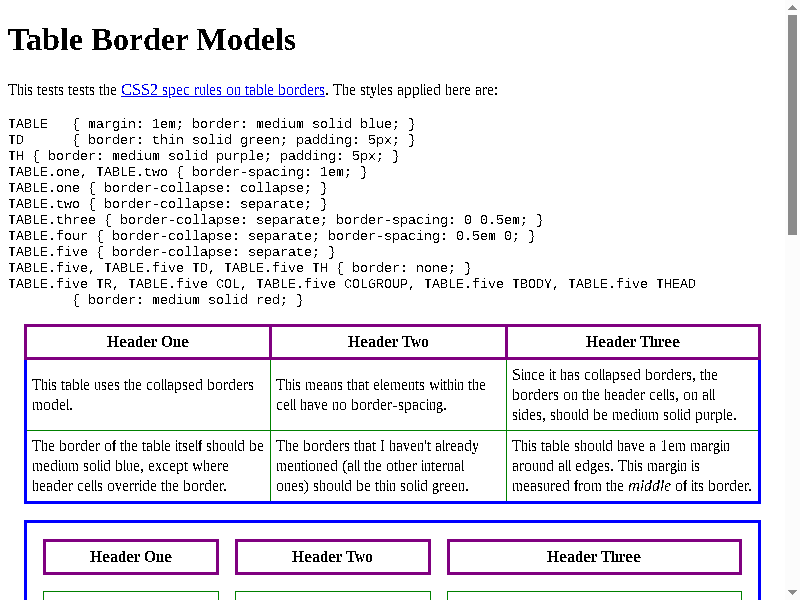 Table Border Models
This tests tests the CSS2 spec rules on table borders. The styles applied here are:
TABLE   { margin: 1em; border: medium solid blue; }
TD      { border: thin solid green; padding: 5px; }
TH { border: medium solid purple; padding: 5px; }
TABLE.one, TABLE.two { border-spacing: 1em; }
TABLE.one { border-collapse: collapse; }
TABLE.two { border-collapse: separate; }
TABLE.three { border-collapse: separate; border-spacing: 0 0.5em; }
TABLE.four { border-collapse: separate; border-spacing: 0.5em 0; }
TABLE.five { border-collapse: separate; }
TABLE.five, TABLE.five TD, TABLE.five TH { border: none; }
TABLE.five TR, TABLE.five COL, TABLE.five COLGROUP, TABLE.five TBODY, TABLE.five THEAD
        { border: medium solid red; }
Header One
Header Two
Header Three
This table uses the collapsed borders
model.
This means that elements within the
cell have no border-spacing.
Since it has collapsed borders, the
borders on the header cells, on all
sides, should be medium solid purple.
The border of the table itself should be
medium solid blue, except where
header cells override the border.
The borders that I haven't already
mentioned (all the other internal
ones) should be thin solid green.
This table should have a 1em margin
around all edges. This margin is
measured from the middle of its border.
Header One
Header Two
Header Three